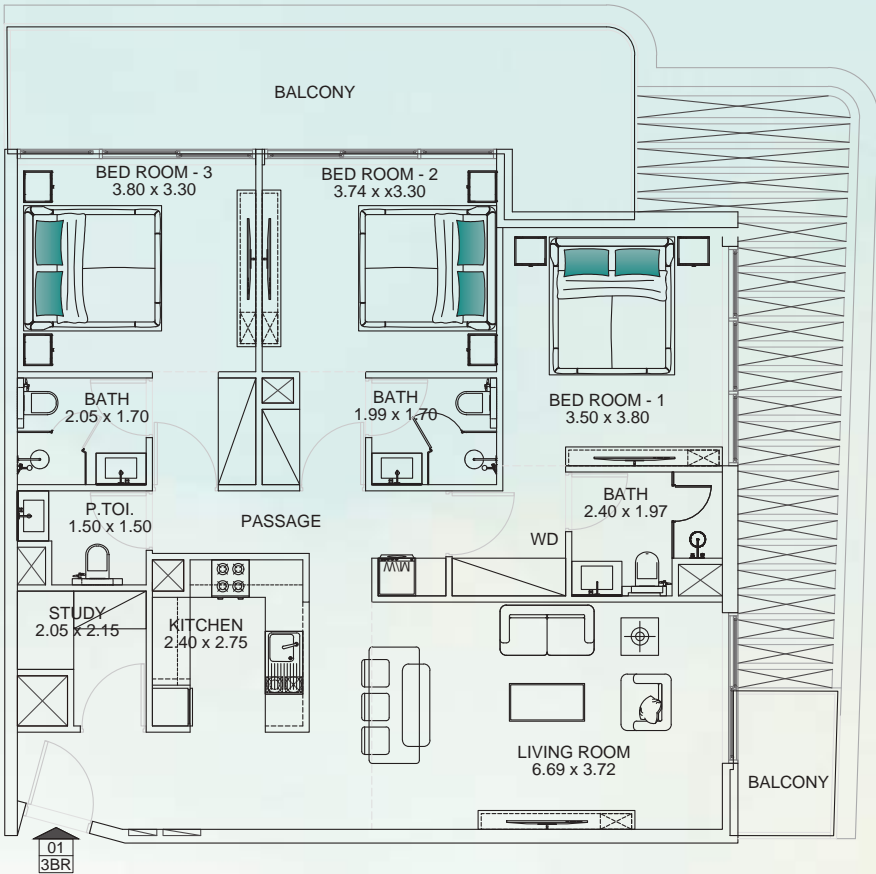 BALCONY
BED ROOM - 3
3.80 x 3.30
BED ROOM - 2
3.74 x x3.30
BATH
2.05 x 1.70
BATH
1.99 x 1.70
BED ROOM - 1
3.50 x 3.80
P.TOI.
1.50 x 1.50
PASSAGE
BATH
2.40 x 1.97
WD
M/W
STUDY
2.05 x 2.15
KITCHEN
2.40 x 2.75
LIVING ROOM
6.69 x 3.72
BALCONY
01
3BR